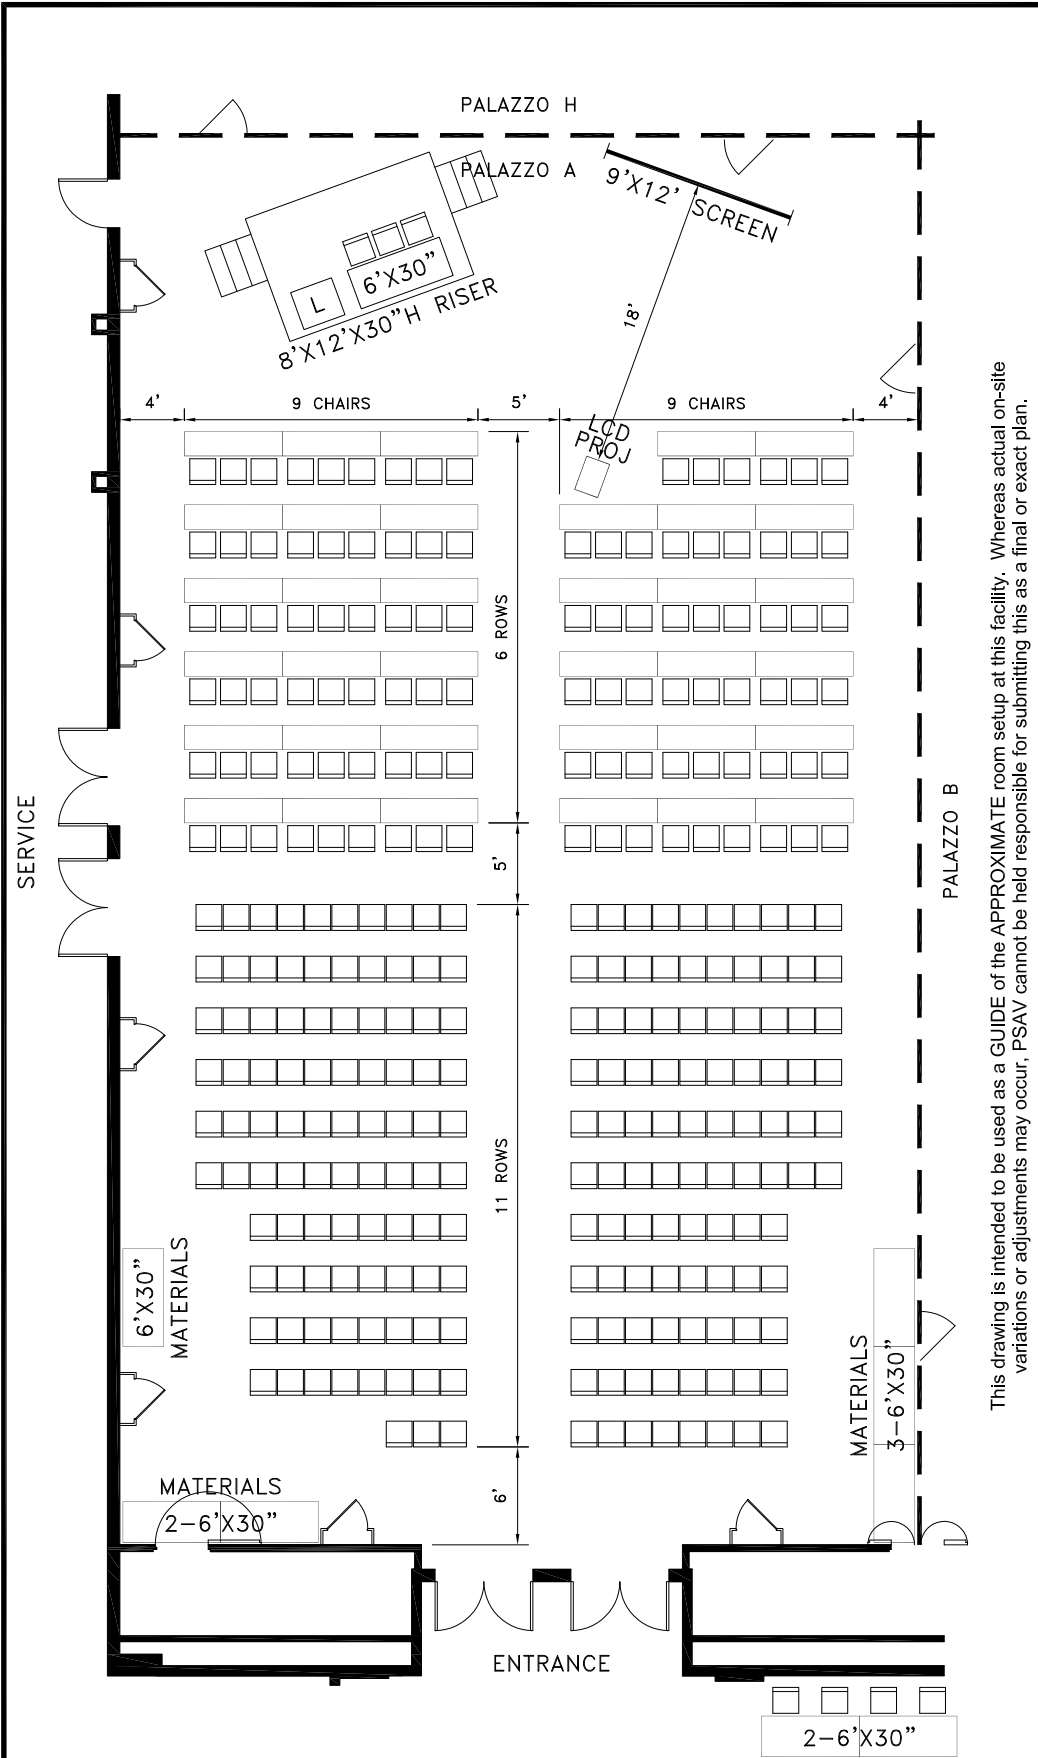 PALAZZO H
PALAZZO A
9'X12' SCREEN
6'X30"
L
8'X12'X30"H RISER
18'
4'
9 CHAIRS
5'
9 CHAIRS
4'
LCD
PROJ
6 ROWS
SERVICE
PALAZZO B
5'
11 ROWS
6'X30"
MATERIALS
MATERIALS
3-6'X30"
MATERIALS
2-6'X30"
6'
ENTRANCE
2-6'X30"
This drawing is intended to be used as a GUIDE of the APPROXIMATE room setup at this facility.  Whereas actual on-site
variations or adjustments may occur, PSAV cannot be held responsible for submitting this as a final or exact plan.